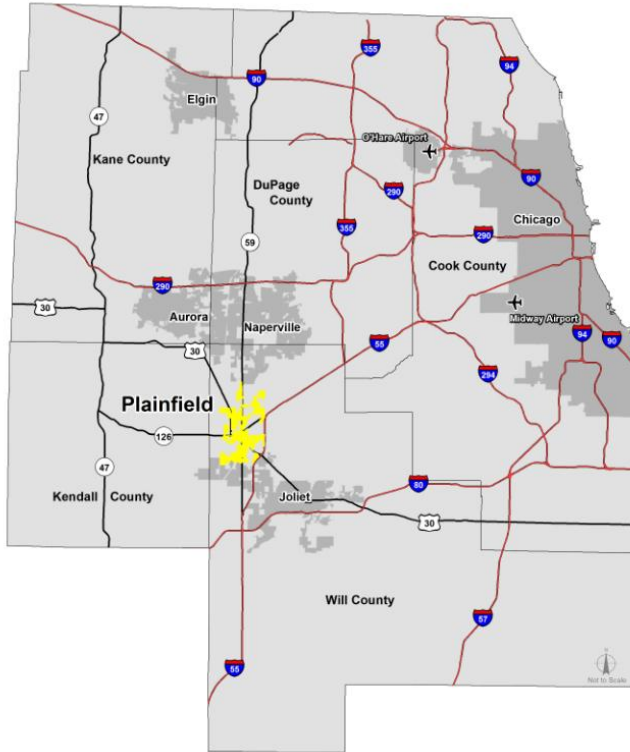 355
94
90
Elgin
47
O'Hare Airport
Kane County
DuPage
County
290
90
Chicago
355
59
290
Cook County
290
30
Aurora
Naperville
Midway Airport
30
55
94
90
294
Plainfield
126
47
Joliet
80
Kendall County
30
Will County
57
55
N
Not to Scale